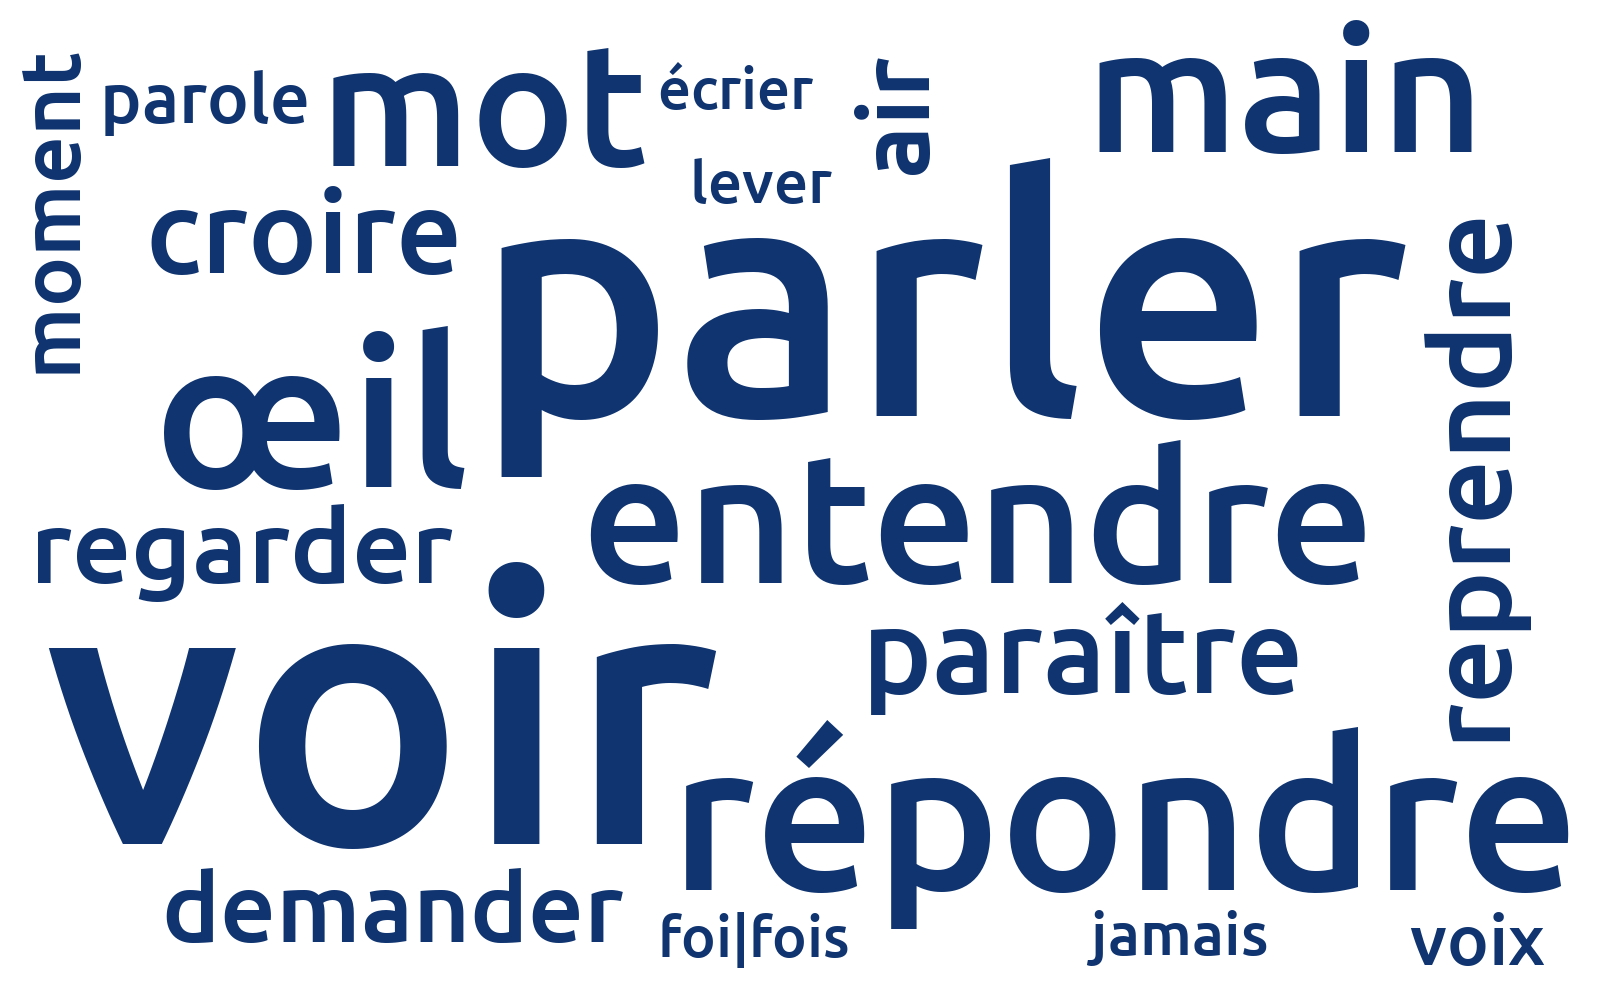 moment
parole
mot
écrier
air
main
lever
croire
parler
reprendre
œil
entendre
regarder
voir
paraître
répondre
demander
foi|fois
jamais
voix